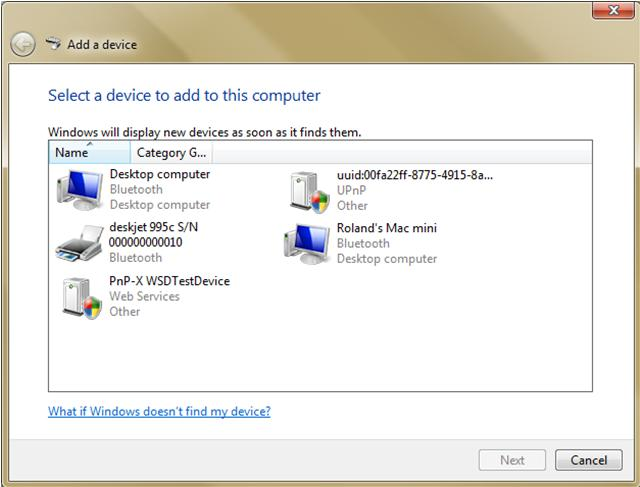 Add a device
Select a device to add to this computer
Windows will display new devices as soon as it finds them.
Name
Category G...
Desktop computer
Bluetooth
Desktop computer
uuid:00fa22ff-8775-4915-8a...
UPnP
Other
deskjet 995c S/N
000000000010
Bluetooth
Roland's Mac mini
Bluetooth
Desktop computer
PnP-X WSDTestDevice
Web Services
Other
What if Windows doesn't find my device?
Next
Cancel